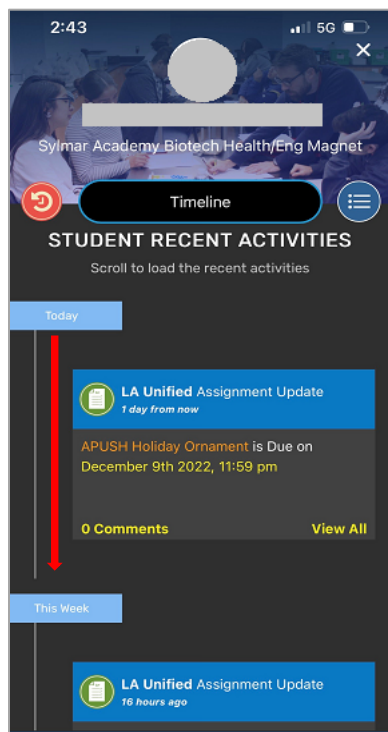 2:43
5G
Sylmar Academy Biotech Health/Eng Magnet
Timeline
STUDENT RECENT ACTIVITIES
Scroll to load the recent activities
Today
LA Unified Assignment Update
1 day from now
APUSH Holiday Ornament is Due on
December 9th 2022, 11:59 pm
0 Comments View All
This Week
LA Unified Assignment Update
16 hours ago